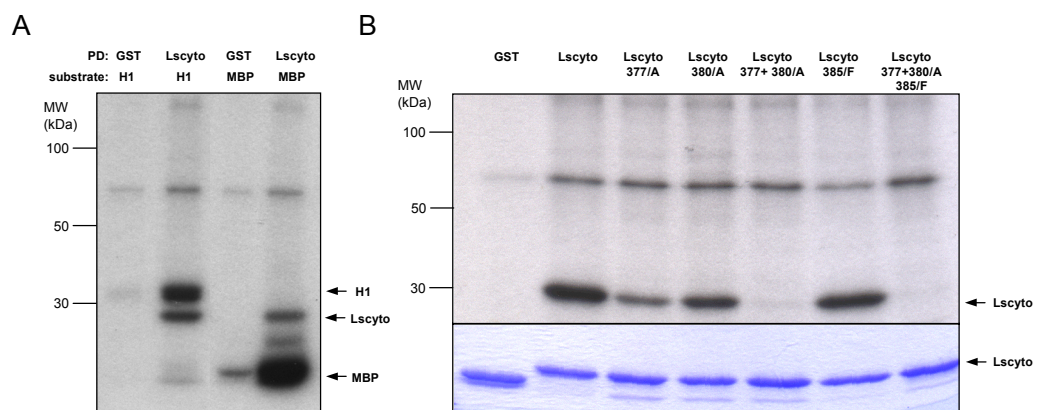 A
PD: GST Lscyto GST Lscyto
substrate: H1 H1 MBP MBP
MW
(kDa)
100
50
30
H1
Lscyto
MBP
B
GST Lscyto Lscyto Lscyto Lscyto Lscyto Lscyto
377/A 380/A 377+ 380/A 385/F 377+380/A
385/F
MW
(kDa)
100
50
30
Lscyto
Lscyto